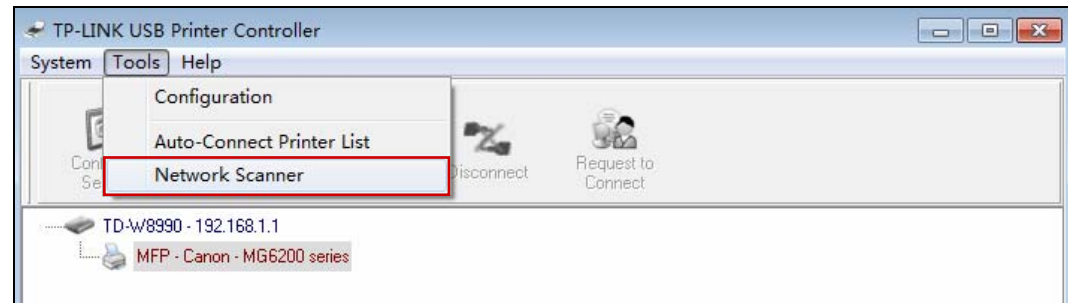 TP-LINK USB Printer Controller
System Tools Help
Configuration
Auto-Connect Printer List
Network Scanner
Disconnect
Request to
Connect
TD-W8990 - 192.168.1.1
MFP - Canon - MG6200 series